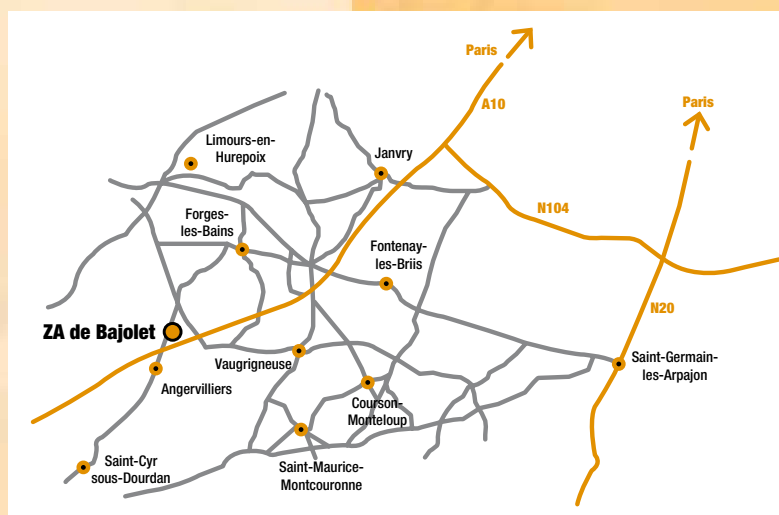 Paris
A10
Paris
Limours-en-
Hurepoix
Janvry
N104
Forges-
les-Bains
Fontenay-
les-Briis
N20
ZA de Bajolet
Vaugrigneuse
Saint-Germain
les-Arpajon
Angervilliers
Courson-
Monteloup
Saint-Cyr
sous-Dourdan
Saint-Maurice-
Montcouronne